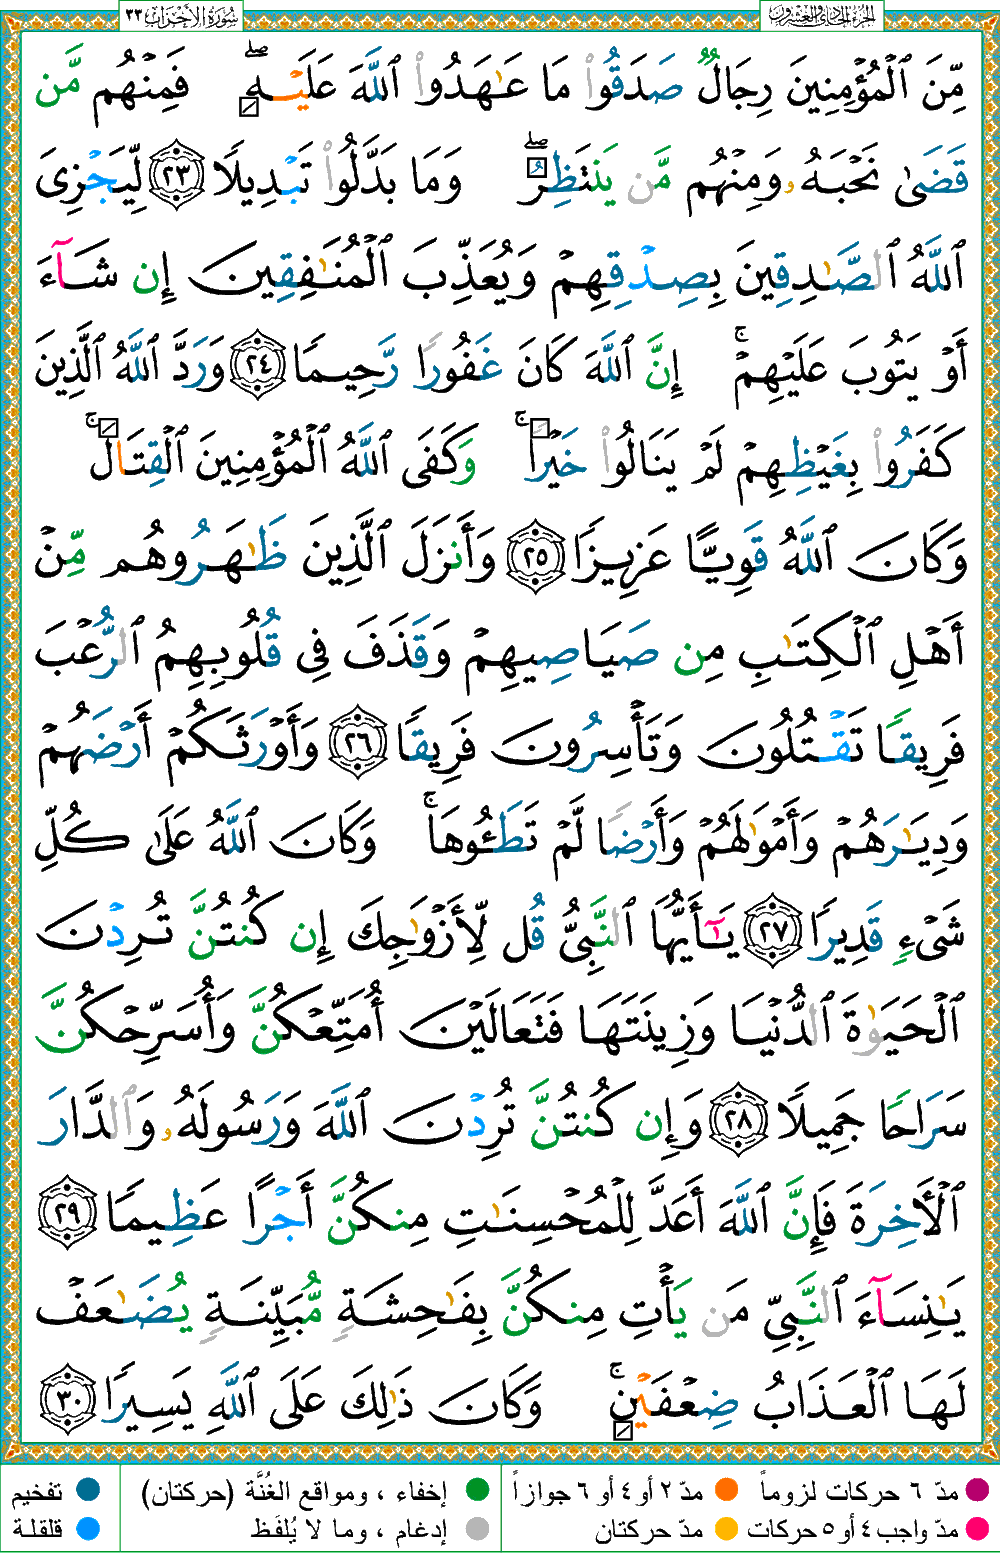 الجزء الحادي والعشرون
سُورَةُ الأَحْزَاب ٣٣
مِّنَ ٱلْمُؤْمِنِينَ رِجَالٌ صَدَقُوا۟ مَا عَـٰهَدُوا۟ ٱللَّهَ عَلَيْهِ ۖ فَمِنْهُم مَّن
قَضَىٰ نَحْبَهُۥ وَمِنْهُم مَّن يَنتَظِرُ ۖ وَمَا بَدَّلُوا۟ تَبْدِيلًا ٢٣ لِّيَجْزِىَ
ٱللَّهُ ٱلصَّـٰدِقِينَ بِصِدْقِهِمْ وَيُعَذِّبَ ٱلْمُنَـٰفِقِينَ إِن شَآءَ
أَوْ يَتُوبَ عَلَيْهِمْ ۚ إِنَّ ٱللَّهَ كَانَ غَفُورًا رَّحِيمًا ٢٤ وَرَدَّ ٱللَّهُ ٱلَّذِينَ
كَفَرُوا۟ بِغَيْظِهِمْ لَمْ يَنَالُوا۟ خَيْرًا ۚ وَكَفَى ٱللَّهُ ٱلْمُؤْمِنِينَ ٱلْقِتَالَ ۚ
وَكَانَ ٱللَّهُ قَوِيًّا عَزِيزًا ٢٥ وَأَنزَلَ ٱلَّذِينَ ظَـٰهَرُوهُم مِّنْ
أَهْلِ ٱلْكِتَـٰبِ مِن صَيَاصِيهِمْ وَقَذَفَ فِى قُلُوبِهِمُ ٱلرُّعْبَ
فَرِيقًا تَقْتُلُونَ وَتَأْسِرُونَ فَرِيقًا ٢٦ وَأَوْرَثَكُمْ أَرْضَهُمْ
وَدِيَـٰرَهُمْ وَأَمْوَٰلَهُمْ وَأَرْضًا لَّمْ تَطَـُٔوهَا ۚ وَكَانَ ٱللَّهُ عَلَىٰ كُلِّ
شَىْءٍ قَدِيرًا ٢٧ يَـٰٓأَيُّهَا ٱلنَّبِىُّ قُل لِّأَزْوَٰجِكَ إِن كُنتُنَّ تُرِدْنَ
ٱلْحَيَوٰةَ ٱلدُّنْيَا وَزِينَتَهَا فَتَعَالَيْنَ أُمَتِّعْكُنَّ وَأُسَرِّحْكُنَّ
سَرَاحًا جَمِيلًا ٢٨ وَإِن كُنتُنَّ تُرِدْنَ ٱللَّهَ وَرَسُولَهُۥ وَٱلدَّارَ
ٱلْـَٔاخِرَةَ فَإِنَّ ٱللَّهَ أَعَدَّ لِلْمُحْسِنَـٰتِ مِنكُنَّ أَجْرًا عَظِيمًا ٢٩
يَـٰنِسَآءَ ٱلنَّبِىِّ مَن يَأْتِ مِنكُنَّ بِفَـٰحِشَةٍ مُّبَيِّنَةٍ يُضَـٰعَفْ
لَهَا ٱلْعَذَابُ ضِعْفَيْنِ ۚ وَكَانَ ذَٰلِكَ عَلَى ٱللَّهِ يَسِيرًا ٣٠
مدّ ٦ حركات لزوماً مدّ ٢ أو ٤ أو ٦ جوازاً إخفاء ، ومواقع الغُنَّة (حركتان) تفخيم
مدّ واجب ٤ أو ٥ حركات مدّ حركتان إدغام ، وما لا يُلفَظ قلقلة